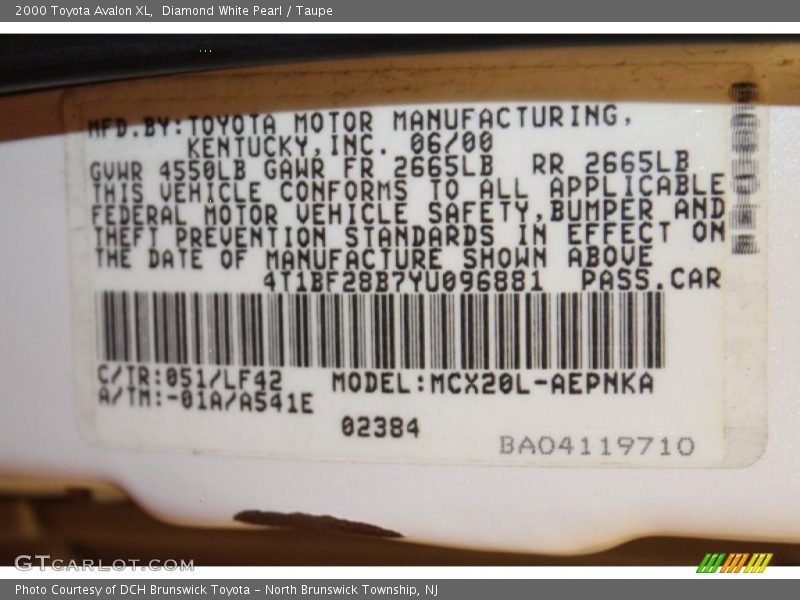 2000 Toyota Avalon XL,  Diamond White Pearl / Taupe
MFD.BY:TOYOTA MOTOR MANUFACTURING,
KENTUCKY,INC. 06/00
GVWR 4550LB GAWR FR 2665LB RR 2665LB
THIS VEHICLE CONFORMS TO ALL APPLICABLE
FEDERAL MOTOR VEHICLE SAFETY,BUMPER AND
THEFT PREVENTION STANDARDS IN EFFECT ON
THE DATE OF MANUFACTURE SHOWN ABOVE
4T1BF28B7YU096881 PASS.CAR
C/TR:051/LF42 MODEL:MCX20L-AEPNKA
A/TM:-01A/A541E
02384
BA04119710
GTCARLOT.COM
Photo Courtesy of DCH Brunswick Toyota - North Brunswick Township, NJ